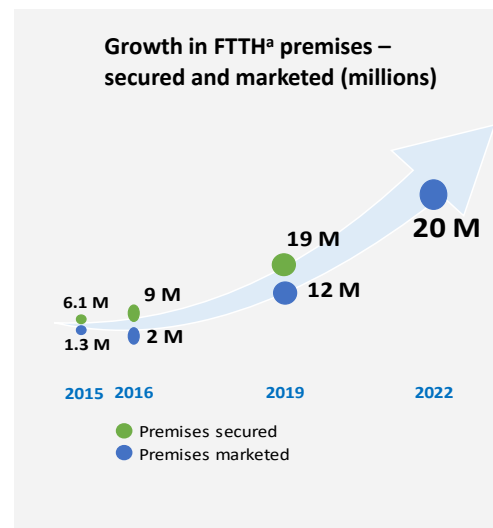 Growth in FTTHᵃ premises –
secured and marketed (millions)
20 M
19 M
12 M
9 M
6.1 M
2 M
1.3 M
2015 2016 2019 2022
Premises secured
Premises marketed